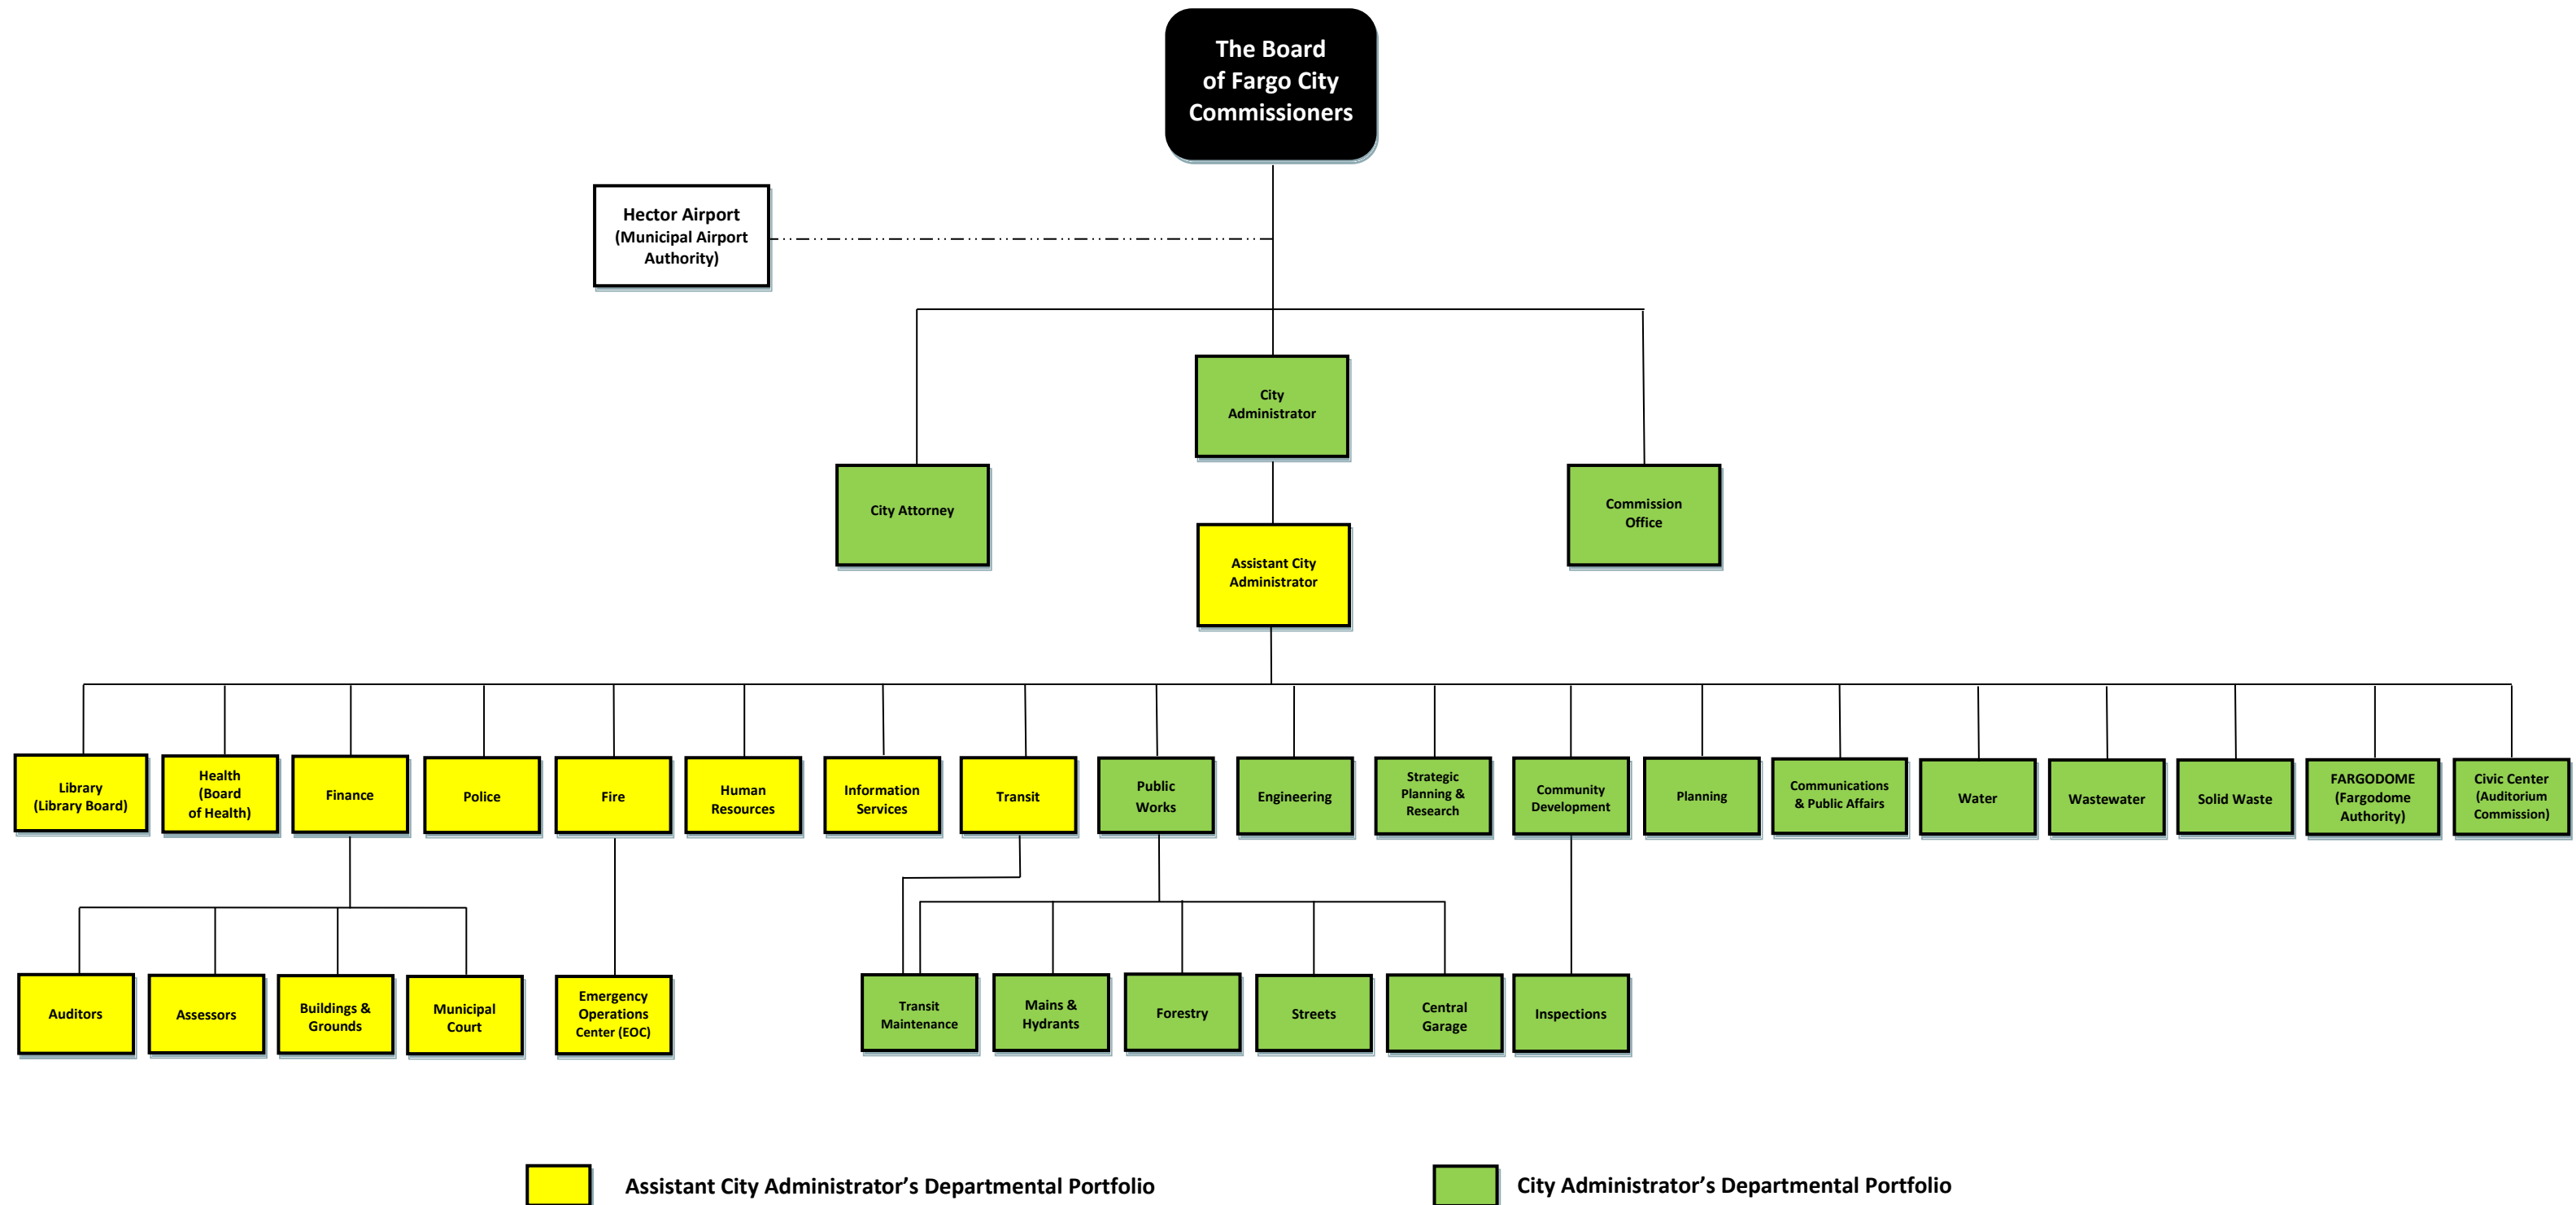 The Board
of Fargo City
Commissioners
Hector Airport
(Municipal Airport
Authority)
City
Administrator
City Attorney
Commission
Office
Assistant City
Administrator
Library
(Library Board)
Health
(Board
of Health)
Finance
Police
Fire
Human
Resources
Information
Services
Transit
Public
Works
Engineering
Strategic
Planning &
Research
Community
Development
Planning
Communications
& Public Affairs
Water
Wastewater
Solid Waste
FARGODOME
(Fargodome
Authority)
Civic Center
(Auditorium
Commission)
Auditors
Assessors
Buildings &
Grounds
Municipal
Court
Emergency
Operations
Center (EOC)
Transit
Maintenance
Mains &
Hydrants
Forestry
Streets
Central
Garage
Inspections
Assistant City Administrator’s Departmental Portfolio
City Administrator’s Departmental Portfolio